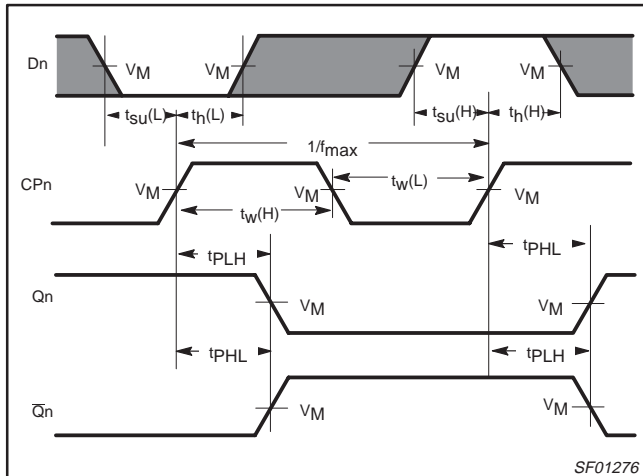 Dn
VM VM VM VM
tsu(L) th(L) tsu(H) th(H)
1/fmax
CPn
VM VM tw(L) VM
tw(H)
tPLH tPHL
Qn
VM VM
tPHL tPLH
Q̅n
VM VM
SF01276